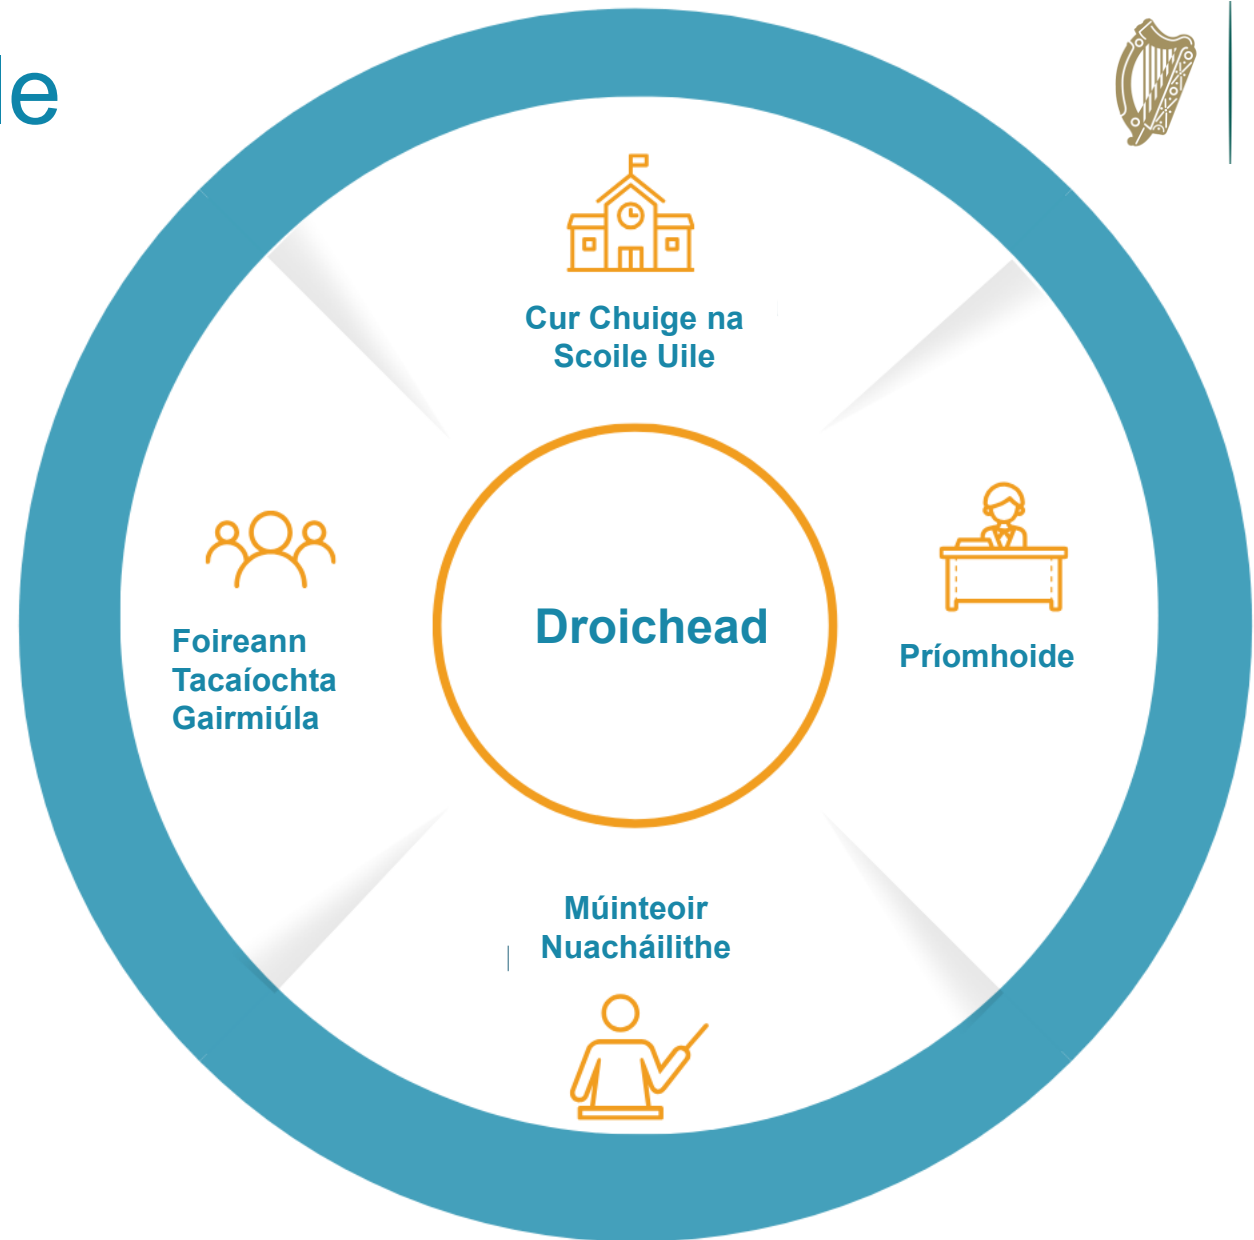 le
Cur Chuige na
Scoile Uile
Droichead
Foireann
Tacaíochta
Gairmiúla
Príomhoide
Múinteoir
Nuacháilithe